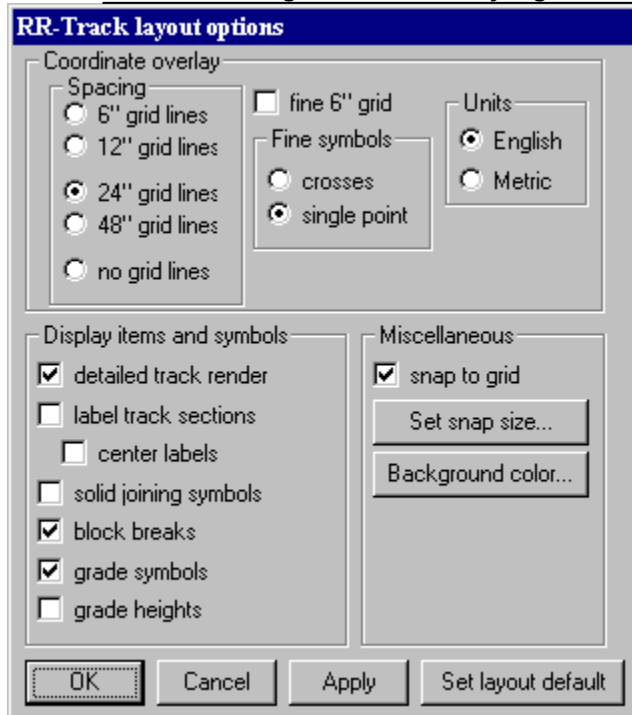 RR-Track layout options
Coordinate overlay
Spacing
6" grid lines
12" grid lines
24" grid lines
48" grid lines
no grid lines
fine 6" grid
Fine symbols
crosses
single point
Units
English
Metric
Display items and symbols
detailed track render
label track sections
center labels
solid joining symbols
block breaks
grade symbols
grade heights
Miscellaneous
snap to grid
Set snap size...
Background color...
OK
Cancel
Apply
Set layout default